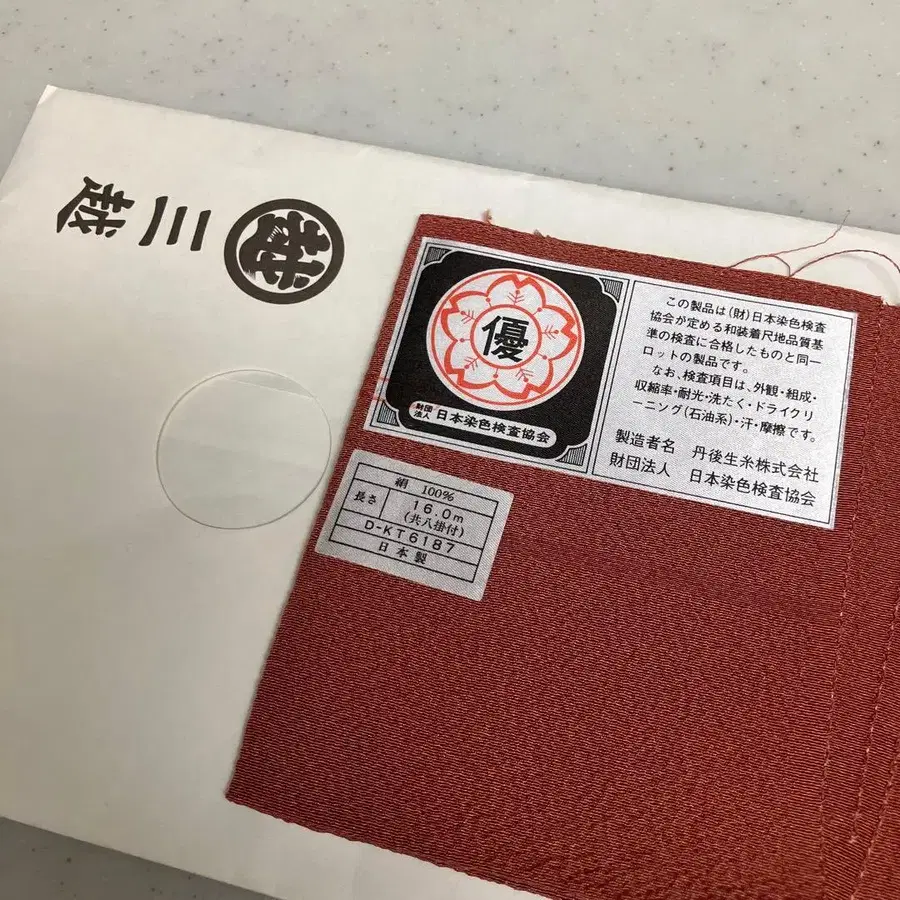 三越
越
優
財団法人 日本染色検査協会
この製品は(財)日本染色検査
協会が定める和装着尺地品質基
準の検査に合格したものと同一
ロットの製品です。
なお、検査項目は、外観・組成・
収縮率・耐光・洗たく・ドライクリ
ーニング(石油系)・汗・摩擦です。
製造者名 丹後生糸株式会社
財団法人 日本染色検査協会
絹 100%
長さ 16.0m
(共八掛付)
D-KT6187
日本製